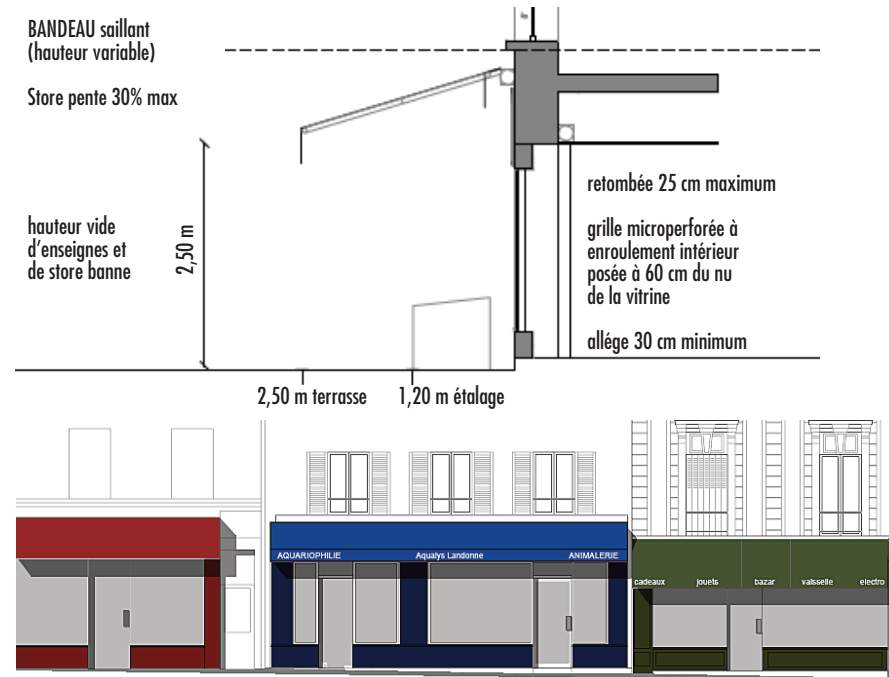 BANDEAU saillant
(hauteur variable)
Store pente 30% max
hauteur vide
d'enseignes et
de store banne
2,50 m
retombée 25 cm maximum
grille microperforée à
enroulement intérieur
posée à 60 cm du nu
de la vitrine
allége 30 cm minimum
2,50 m terrasse
1,20 m étalage
AQUARIOPHILIE
Aqualys Landonne
ANIMALERIE
cadeaux
jouets
bazar
vaisselle
electro